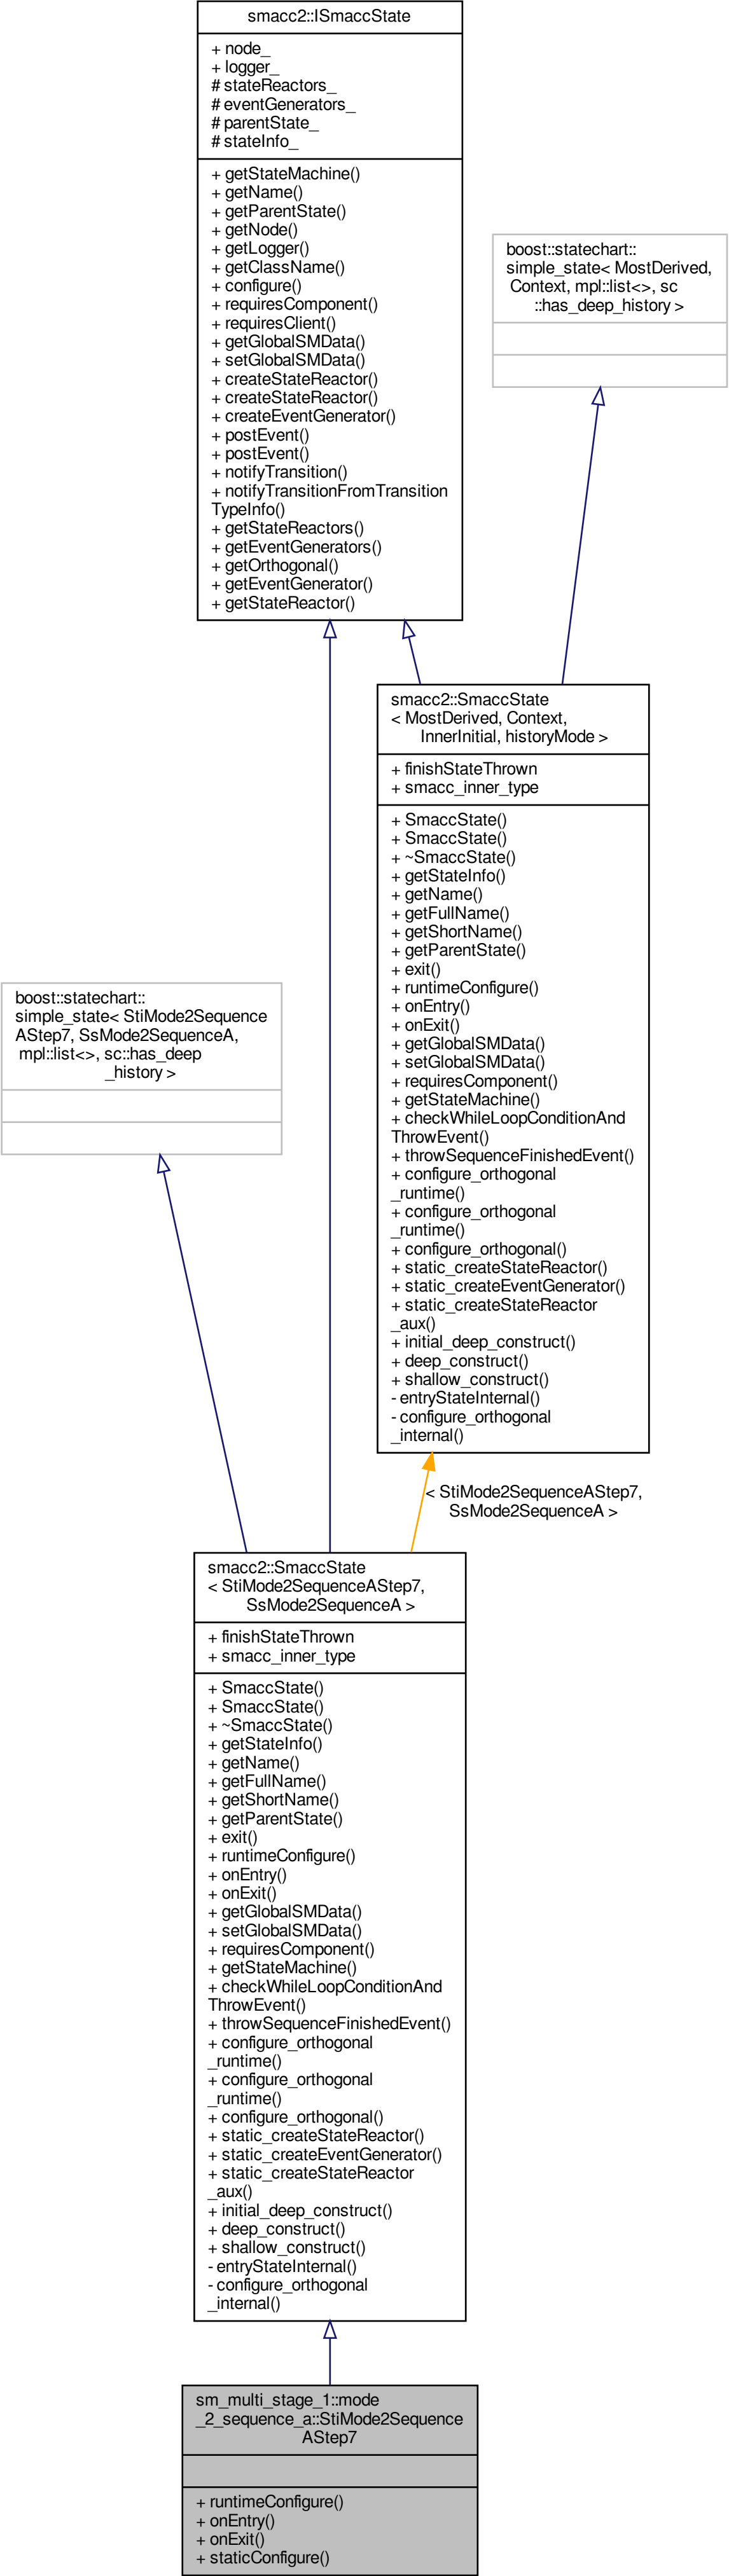 smacc2::ISmaccState
+ node_
+ logger_
# stateReactors_
# eventGenerators_
# parentState_
# stateInfo_
+ getStateMachine()
+ getName()
+ getParentState()
+ getNode()
+ getLogger()
+ getClassName()
+ configure()
+ requiresComponent()
+ requiresClient()
+ getGlobalSMData()
+ setGlobalSMData()
+ createStateReactor()
+ createStateReactor()
+ createEventGenerator()
+ postEvent()
+ postEvent()
+ notifyTransition()
+ notifyTransitionFromTransition
TypeInfo()
+ getStateReactors()
+ getEventGenerators()
+ getOrthogonal()
+ getEventGenerator()
+ getStateReactor()
boost::statechart::
simple_state< MostDerived,
Context, mpl::list<>, sc
::has_deep_history >
smacc2::SmaccState
< MostDerived, Context,
InnerInitial, historyMode >
+ finishStateThrown
+ smacc_inner_type
+ SmaccState()
+ SmaccState()
+ ~SmaccState()
+ getStateInfo()
+ getName()
+ getFullName()
+ getShortName()
+ getParentState()
+ exit()
+ runtimeConfigure()
+ onEntry()
+ onExit()
+ getGlobalSMData()
+ setGlobalSMData()
+ requiresComponent()
+ getStateMachine()
+ checkWhileLoopConditionAnd
ThrowEvent()
+ throwSequenceFinishedEvent()
+ configure_orthogonal
_runtime()
+ configure_orthogonal
_runtime()
+ configure_orthogonal()
+ static_createStateReactor()
+ static_createEventGenerator()
+ static_createStateReactor
_aux()
+ initial_deep_construct()
+ deep_construct()
+ shallow_construct()
- entryStateInternal()
- configure_orthogonal
_internal()
boost::statechart::
simple_state< StiMode2Sequence
AStep7, SsMode2SequenceA,
mpl::list<>, sc::has_deep
_history >
< StiMode2SequenceAStep7,
SsMode2SequenceA >
smacc2::SmaccState
< StiMode2SequenceAStep7,
SsMode2SequenceA >
+ finishStateThrown
+ smacc_inner_type
+ SmaccState()
+ SmaccState()
+ ~SmaccState()
+ getStateInfo()
+ getName()
+ getFullName()
+ getShortName()
+ getParentState()
+ exit()
+ runtimeConfigure()
+ onEntry()
+ onExit()
+ getGlobalSMData()
+ setGlobalSMData()
+ requiresComponent()
+ getStateMachine()
+ checkWhileLoopConditionAnd
ThrowEvent()
+ throwSequenceFinishedEvent()
+ configure_orthogonal
_runtime()
+ configure_orthogonal
_runtime()
+ configure_orthogonal()
+ static_createStateReactor()
+ static_createEventGenerator()
+ static_createStateReactor
_aux()
+ initial_deep_construct()
+ deep_construct()
+ shallow_construct()
- entryStateInternal()
- configure_orthogonal
_internal()
sm_multi_stage_1::mode
_2_sequence_a::StiMode2Sequence
AStep7
+ runtimeConfigure()
+ onEntry()
+ onExit()
+ staticConfigure()